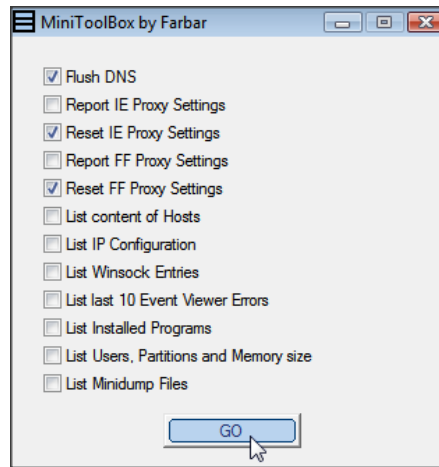 MiniToolBox by Farbar
Flush DNS
Report IE Proxy Settings
Reset IE Proxy Settings
Report FF Proxy Settings
Reset FF Proxy Settings
List content of Hosts
List IP Configuration
List Winsock Entries
List last 10 Event Viewer Errors
List Installed Programs
List Users, Partitions and Memory size
List Minidump Files
GO